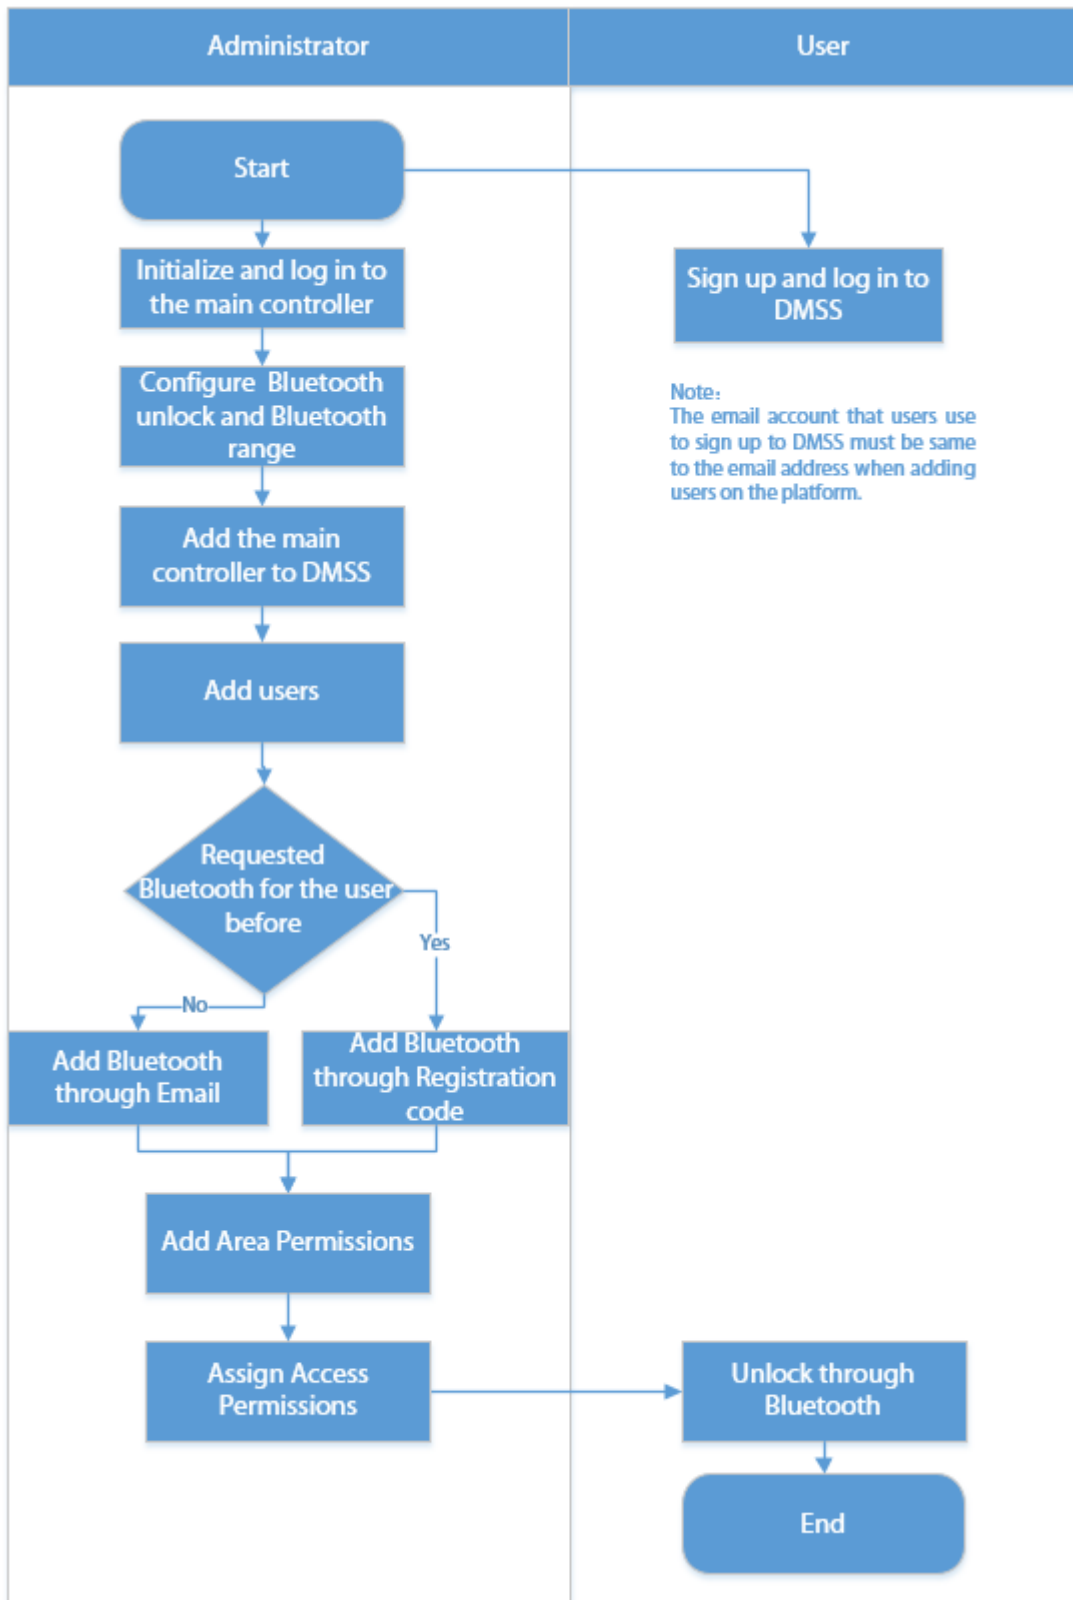 Administrator
User
Start
Initialize and log in to
the main controller
Sign up and log in to
DMSS
Configure Bluetooth
unlock and Bluetooth
range
Note:
The email account that users use
to sign up to DMSS must be same
to the email address when adding
users on the platform.
Add the main
controller to DMSS
Add users
Requested
Bluetooth for the user
before
Yes
No
Add Bluetooth
through Email
Add Bluetooth
through Registration
code
Add Area Permissions
Assign Access
Permissions
Unlock through
Bluetooth
End